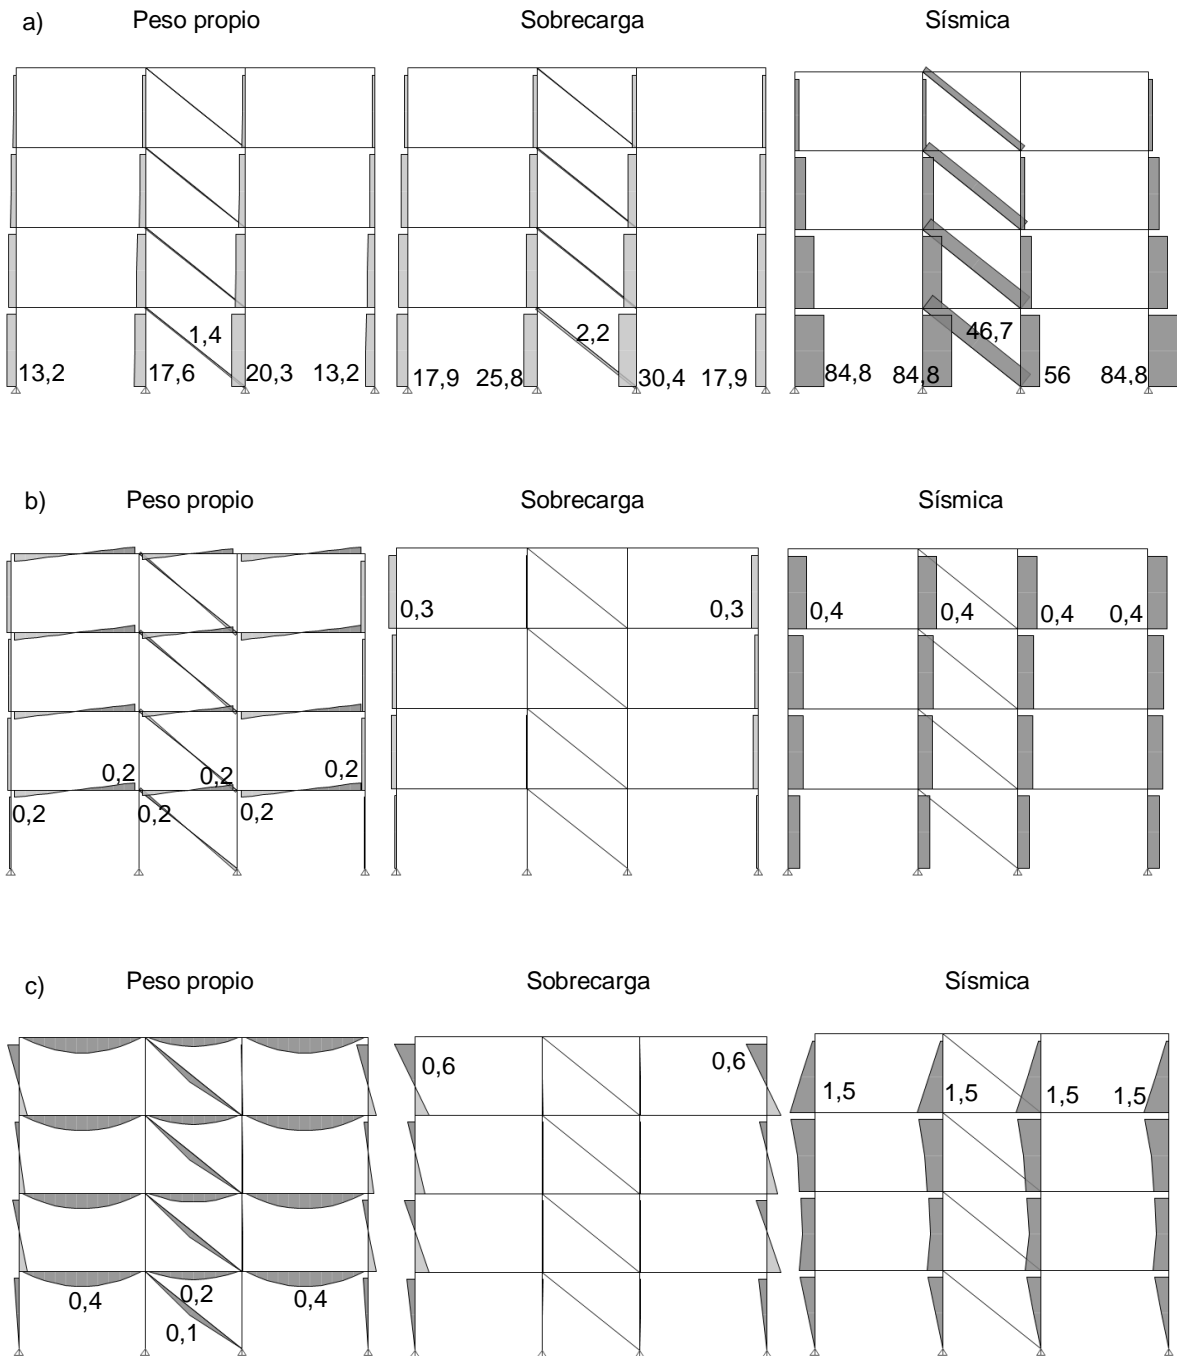 a) Peso propio Sobrecarga Sísmica
1,4 2,2 46,7
13,2 17,6 20,3 13,2 17,9 25,8 30,4 17,9 84,8 84,8 56 84,8
b) Peso propio Sobrecarga Sísmica
0,3 0,3 0,4 0,4 0,4 0,4
0,2 0,2 0,2
0,2 0,2 0,2
c) Peso propio Sobrecarga Sísmica
0,6 0,6 1,5 1,5 1,5 1,5
0,4 0,2 0,4
0,1